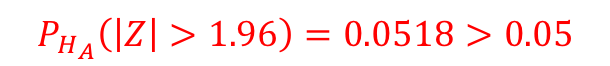 P_{H_A}(|Z| > 1.96) = 0.0518 > 0.05